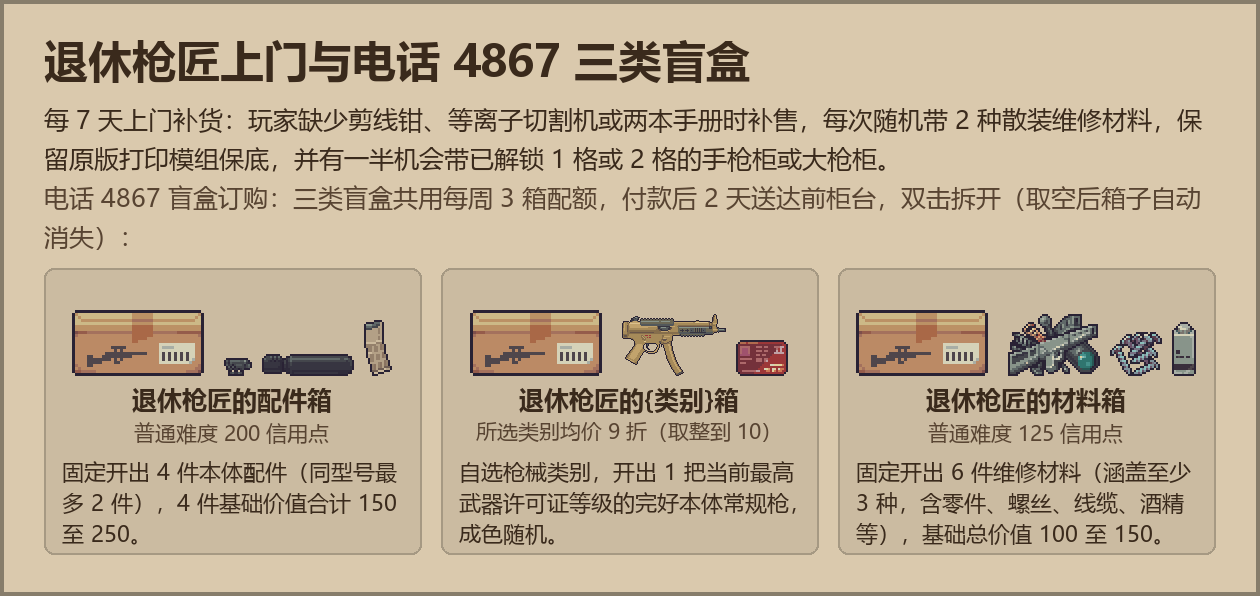 退休枪匠上门与电话 4867 三类盲盒
每 7 天上门补货：玩家缺少剪线钳、等离子切割机或两本手册时补售，每次随机带 2 种散装维修材料，保
留原版打印模组保底，并有一半机会带已解锁 1 格或 2 格的手枪柜或大枪柜。
电话 4867 盲盒订购：三类盲盒共用每周 3 箱配额，付款后 2 天送达前柜台，双击拆开（取空后箱子自动
消失）：
退休枪匠的配件箱
普通难度 200 信用点
固定开出 4 件本体配件（同型号最
多 2 件），4 件基础价值合计 150
至 250。
退休枪匠的{类别}箱
所选类别均价 9 折（取整到 10）
自选枪械类别，开出 1 把当前最高
武器许可证等级的完好本体常规枪，
成色随机。
退休枪匠的材料箱
普通难度 125 信用点
固定开出 6 件维修材料（涵盖至少
3 种，含零件、螺丝、线缆、酒精
等），基础总价值 100 至 150。